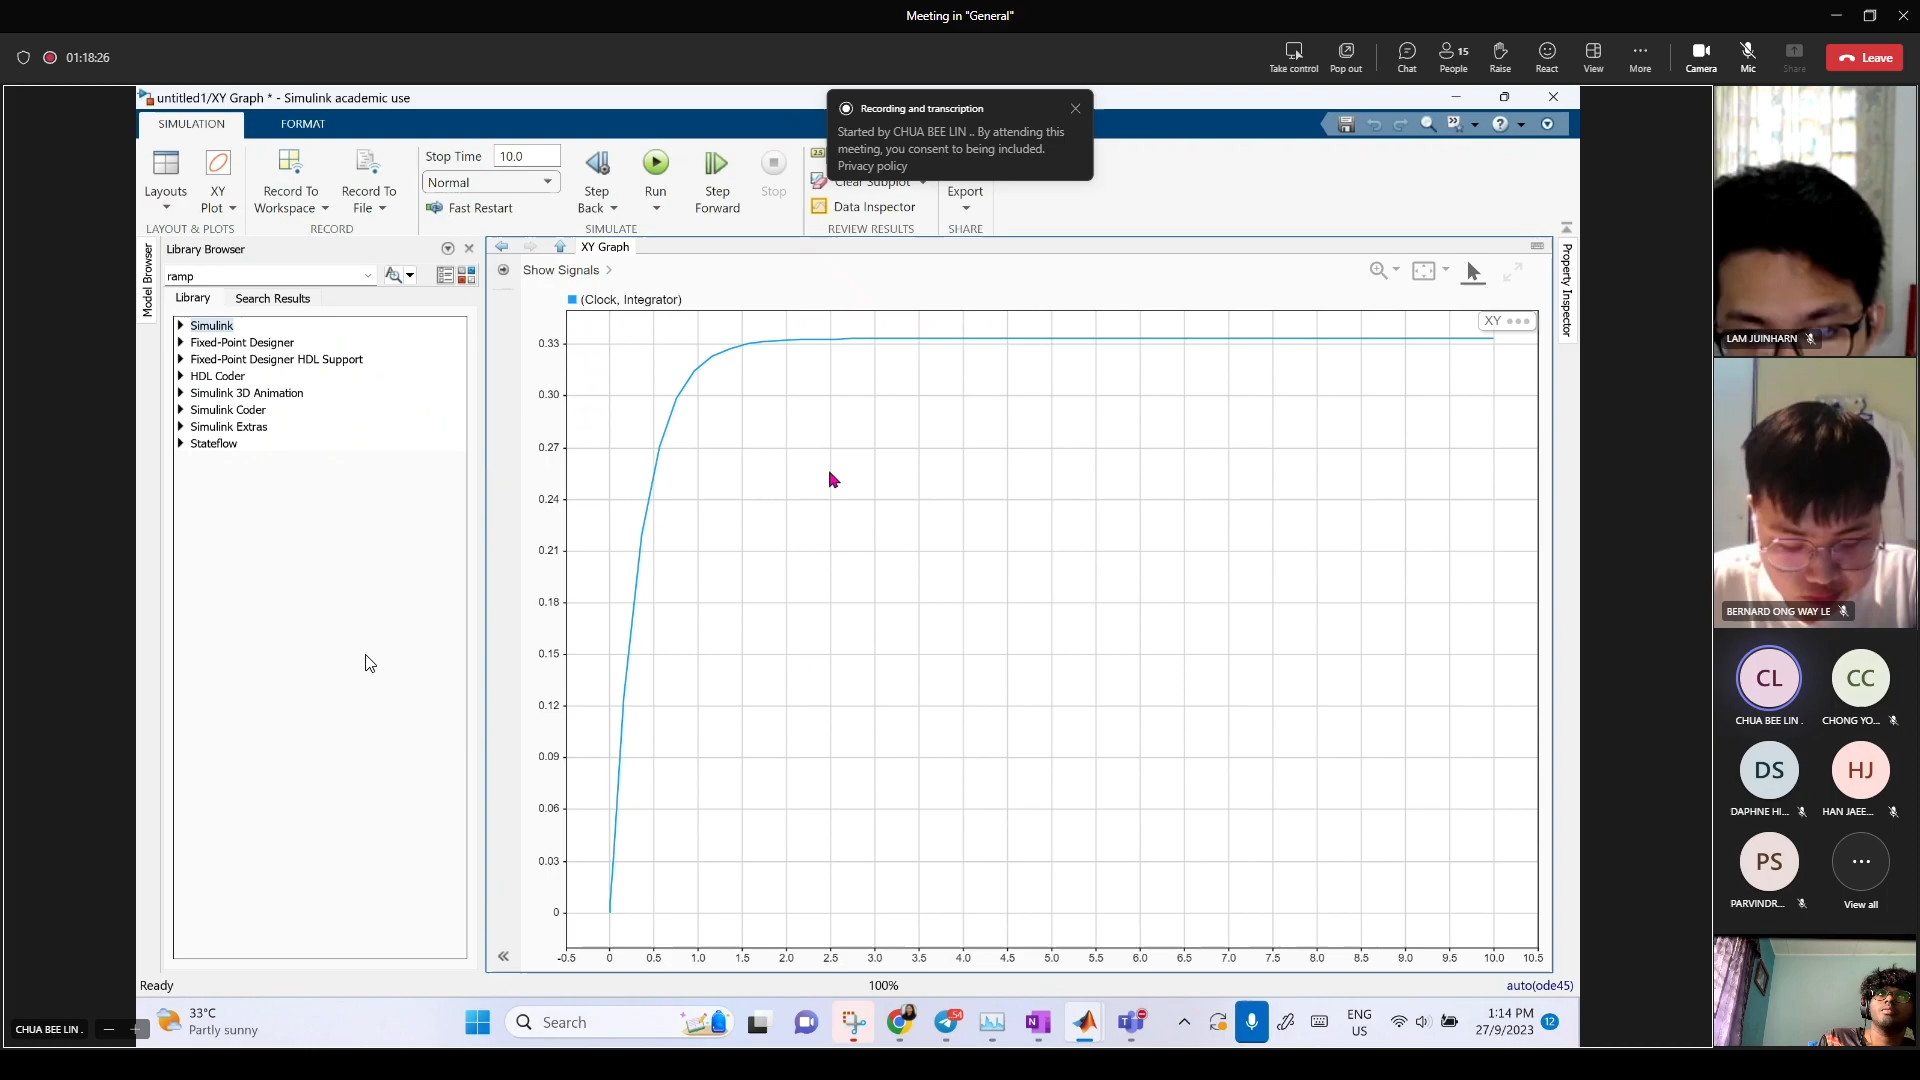 Meeting in "General"
01:18:26
Take control
Pop out
Chat
15
People
Raise
React
View
More
Camera
Mic
Share
Leave
untitled1/XY Graph * - Simulink academic use
Recording and transcription
Started by CHUA BEE LIN .. By attending this
meeting, you consent to being included.
Privacy policy
SIMULATION
FORMAT
Layouts
XY
Plot
LAYOUT & PLOTS
Record To
Workspace
Record To
File
RECORD
Stop Time
10.0
Normal
Fast Restart
Step
Back
Run
Step
Forward
Stop
SIMULATE
Clear Subplot
Data Inspector
REVIEW RESULTS
Export
SHARE
Model Browser
Library Browser
ramp
Library
Search Results
Simulink
Fixed-Point Designer
Fixed-Point Designer HDL Support
HDL Coder
Simulink 3D Animation
Simulink Coder
Simulink Extras
Stateflow
XY Graph
Show Signals
Property Inspector
(Clock, Integrator)
XY
0.33
0.30
0.27
0.24
0.21
0.18
0.15
0.12
0.09
0.06
0.03
0
-0.5 0 0.5 1.0 1.5 2.0 2.5 3.0 3.5 4.0 4.5 5.0 5.5 6.0 6.5 7.0 7.5 8.0 8.5 9.0 9.5 10.0 10.5
Ready
100%
auto(ode45)
33°C
Partly sunny
Search
54
ENG
US
1:14 PM
27/9/2023
12
CHUA BEE LIN .
LAM JUINHARN
BERNARD ONG WAY LE
CL
CHUA BEE LIN .
CC
CHONG YO...
DS
DAPHNE HI...
HJ
HAN JAEE...
PS
PARVINDR...
View all